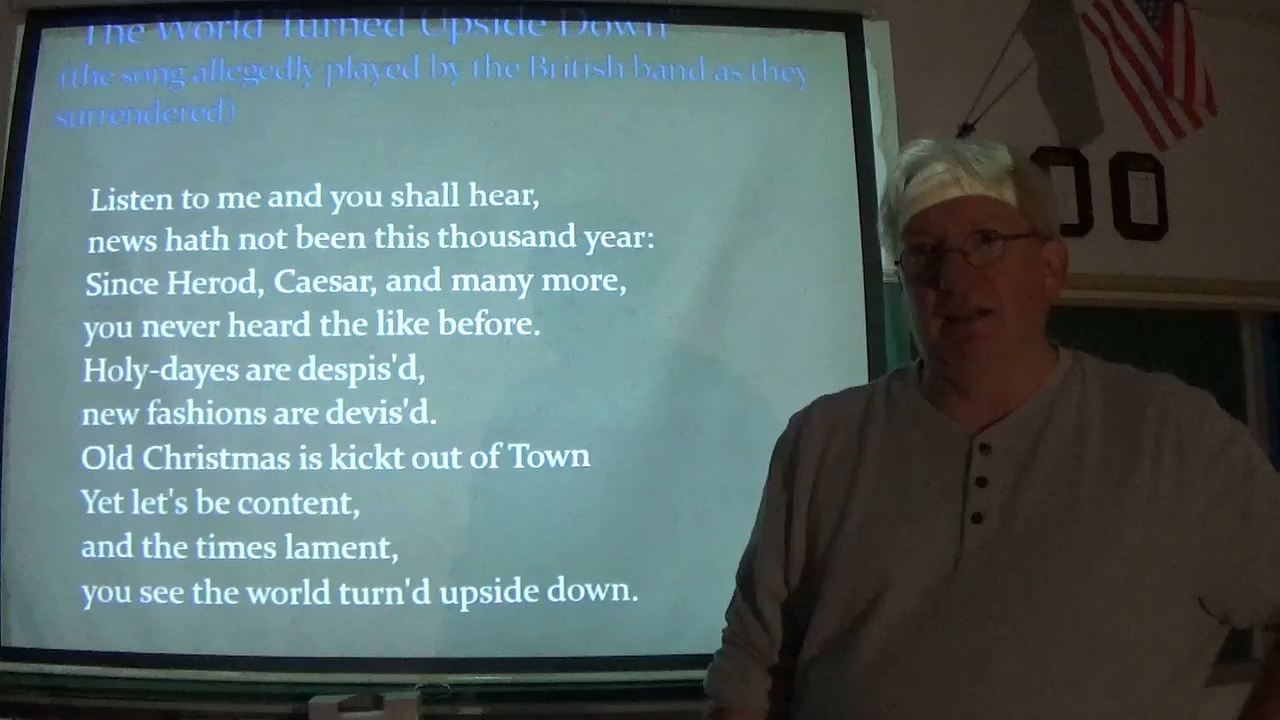 "The World Turned Upside Down"
(the song allegedly played by the British band as they
surrendered)
Listen to me and you shall hear,
news hath not been this thousand year:
Since Herod, Caesar, and many more,
you never heard the like before.
Holy-dayes are despis'd,
new fashions are devis'd.
Old Christmas is kickt out of Town
Yet let's be content,
and the times lament,
you see the world turn'd upside down.
00